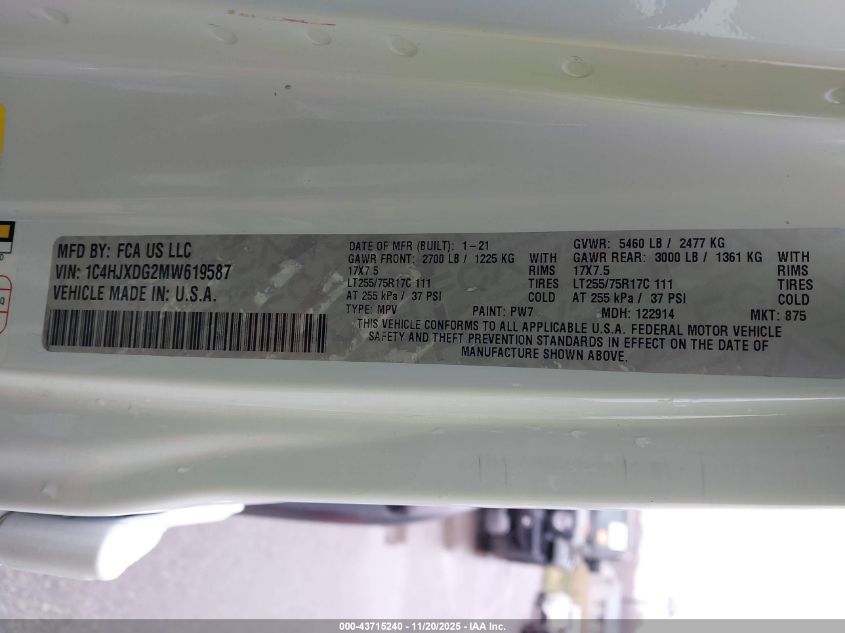 MFD BY: FCA US LLC
VIN: 1C4HJXDG2MW619587
VEHICLE MADE IN: U.S.A.
DATE OF MFR (BUILT): 1-21
GVWR: 5460 LB / 2477 KG
GAWR FRONT: 2700 LB / 1225 KG WITH
GAWR REAR: 3000 LB / 1361 KG WITH
17X7.5 RIMS
17X7.5 RIMS
LT255/75R17C 111 TIRES
LT255/75R17C 111 TIRES
AT 255 kPa / 37 PSI COLD
AT 255 kPa / 37 PSI COLD
TYPE: MPV PAINT: PW7 MDH: 122914 MKT: 875
THIS VEHICLE CONFORMS TO ALL APPLICABLE U.S.A. FEDERAL MOTOR VEHICLE
SAFETY AND THEFT PREVENTION STANDARDS IN EFFECT ON THE DATE OF
MANUFACTURE SHOWN ABOVE.
000-43715240 - 11/20/2025 - IAA Inc.